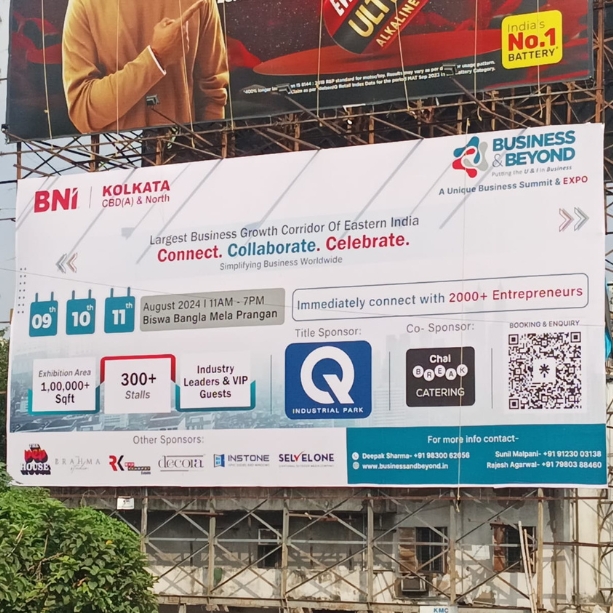 ULT
ALKALINE
India's
No.1
BATTERY
BNI
KOLKATA
CBD(A) & North
BUSINESS
& BEYOND
Putting the U & I in Business
A Unique Business Summit & EXPO
Largest Business Growth Corridor Of Eastern India
Connect. Collaborate. Celebrate.
Simplifying Business Worldwide
09th 10th 11th
August 2024 | 11AM - 7PM
Biswa Bangla Mela Prangan
Immediately connect with 2000+ Entrepreneurs
Exhibition Area
1,00,000+
Sqft
300+
Stalls
Industry
Leaders & VIP
Guests
Title Sponsor:
Q
INDUSTRIAL PARK
Co- Sponsor:
Chai
BREAK
CATERING
BOOKING & ENQUIRY
Other Sponsors:
HOUSE
BRAHMA
RK
decora
INSTONE
SELVELONE
For more info contact-
Deepak Sharma- +91 98300 62656
www.businessandbeyond.in
Sunil Malpani- +91 91230 03138
Rajesh Agarwal- +91 79803 88460
KMC